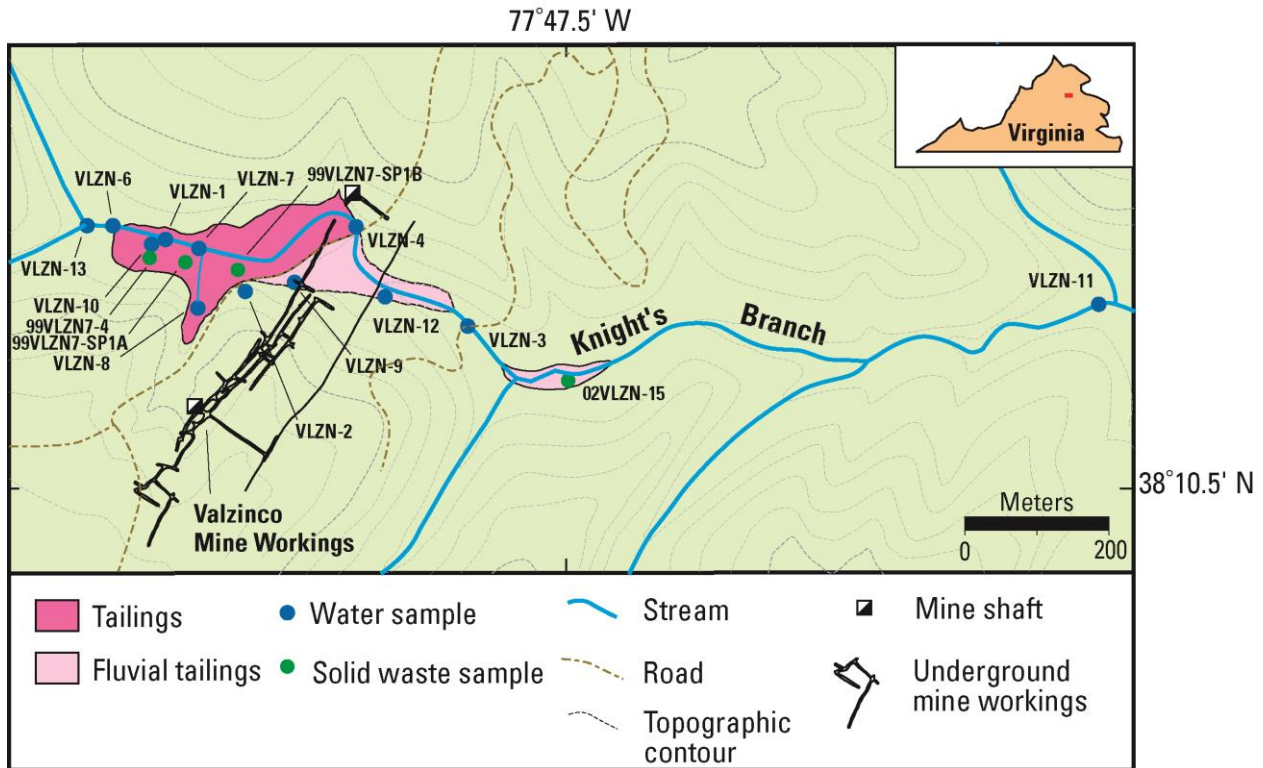 77°47.5' W
Virginia
VLZN-6
VLZN-1
VLZN-7
99VLZN7-SP1B
VLZN-4
VLZN-13
VLZN-10
99VLZN7-4
99VLZN7-SP1A
VLZN-8
VLZN-12
VLZN-9
VLZN-3
VLZN-2
Knight's
Branch
VLZN-11
02VLZN-15
Valzinco
Mine Workings
38°10.5' N
Meters
0
200
Tailings
Fluvial tailings
Water sample
Solid waste sample
Stream
Road
Topographic
contour
Mine shaft
Underground
mine workings